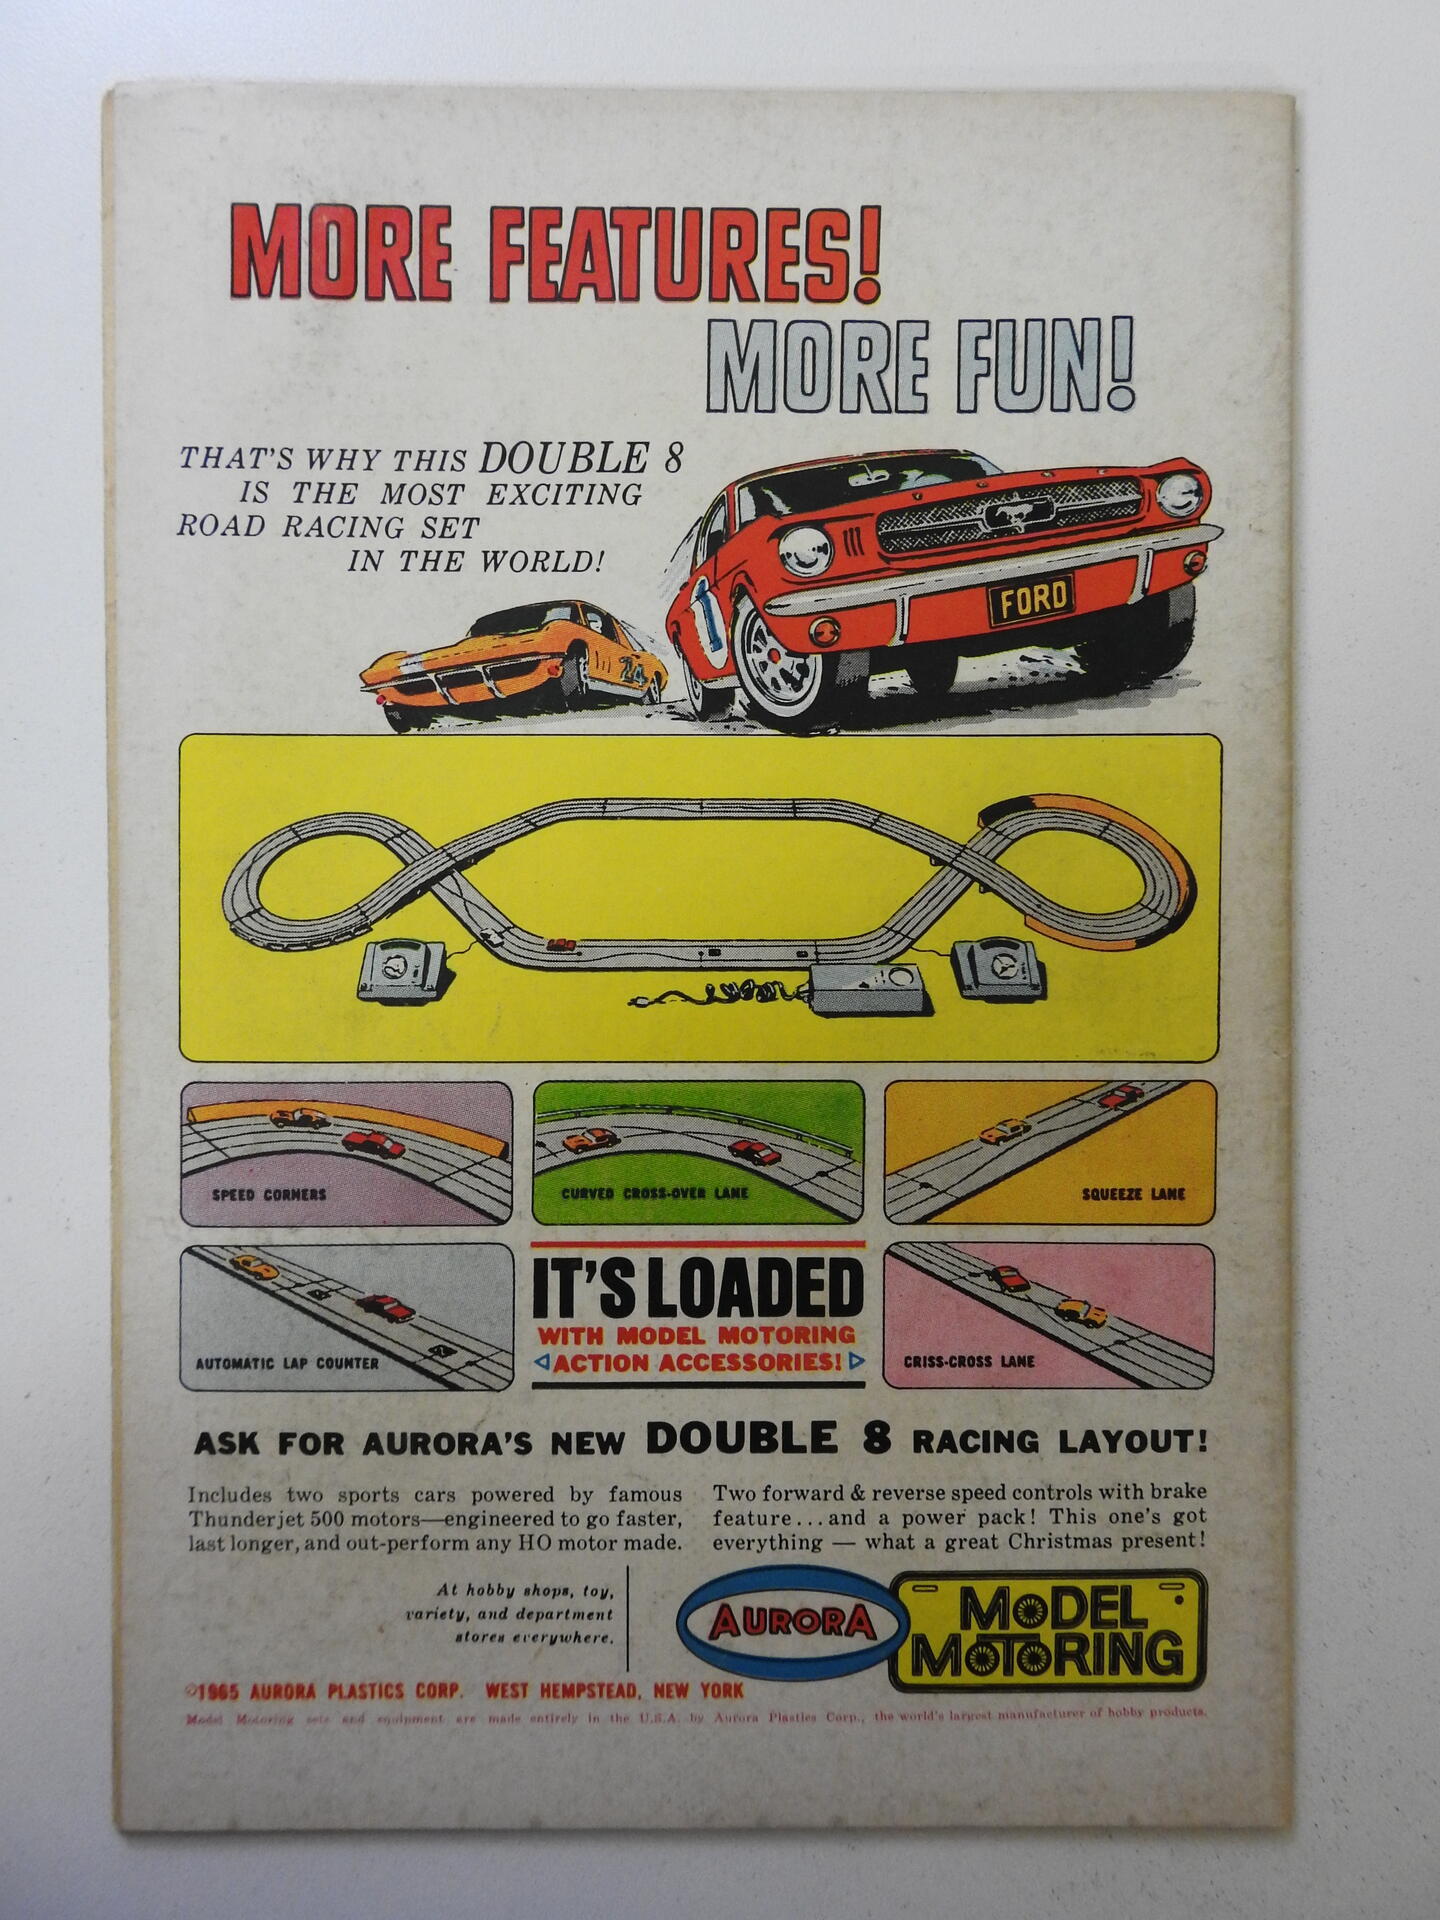 MORE FEATURES!
MORE FUN!
THAT'S WHY THIS DOUBLE 8
IS THE MOST EXCITING
ROAD RACING SET
IN THE WORLD!
1
24
FORD
SPEED CORNERS
CURVED CROSS-OVER LANE
SQUEEZE LANE
AUTOMATIC LAP COUNTER
IT'S LOADED
WITH MODEL MOTORING
ACTION ACCESSORIES!
CRISS-CROSS LANE
ASK FOR AURORA'S NEW DOUBLE 8 RACING LAYOUT!
Includes two sports cars powered by famous
Thunderjet 500 motors—engineered to go faster,
last longer, and out-perform any HO motor made.
Two forward & reverse speed controls with brake
feature...and a power pack! This one's got
everything — what a great Christmas present!
At hobby shops, toy,
variety, and department
stores everywhere.
AURORA
MODEL
MOTORING
©1965 AURORA PLASTICS CORP. WEST HEMPSTEAD, NEW YORK
Model Motoring sets and equipment are made entirely in the U.S.A. by Aurora Plastics Corp., the world's largest manufacturer of hobby products.